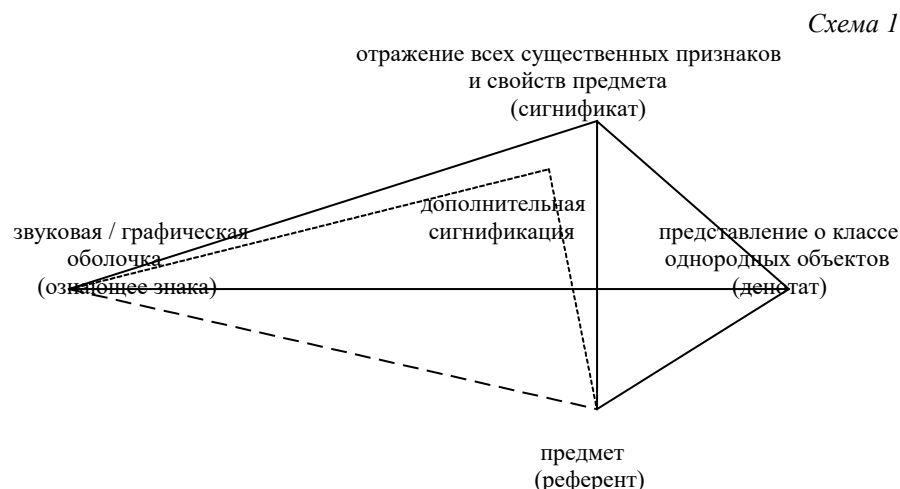 Схема 1
отражение всех существенных признаков
и свойств предмета
(сигнификат)
дополнительная
сигнификация
звуковая / графическая
оболочка
(означающее знака)
представление о классе
однородных объектов
(денотат)
предмет
(референт)